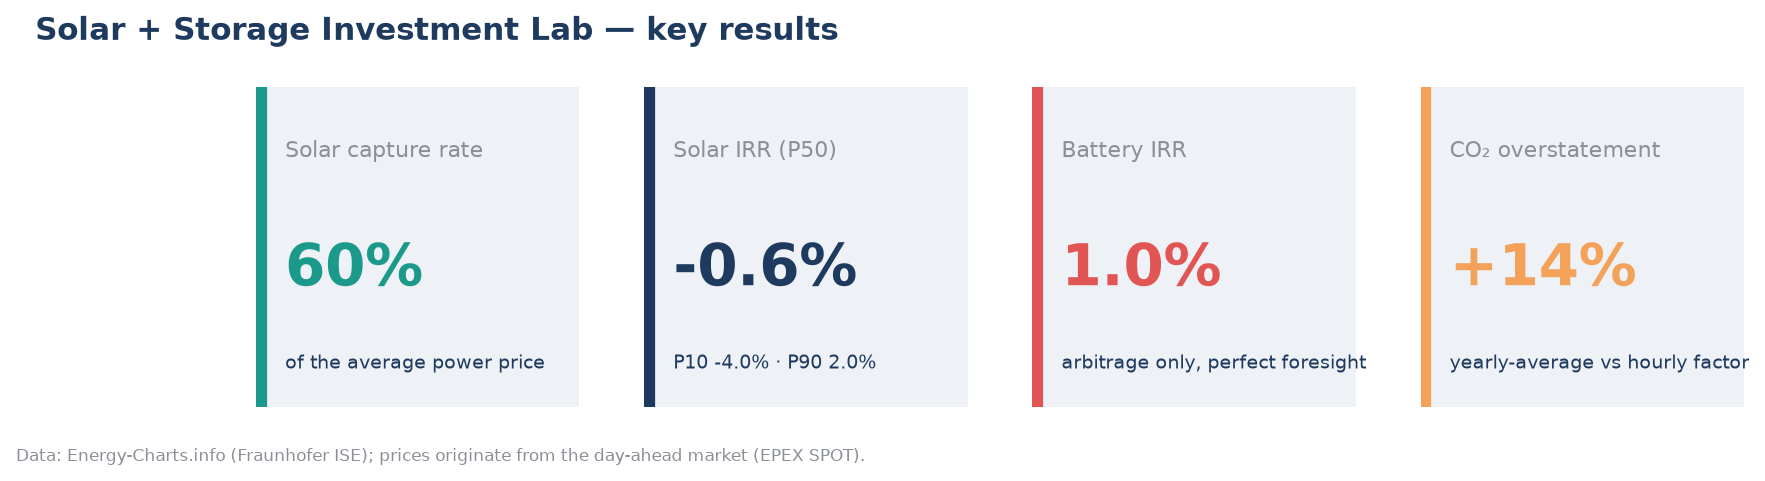 Solar + Storage Investment Lab — key results
Solar capture rate
60%
of the average power price
Solar IRR (P50)
-0.6%
P10 -4.0% · P90 2.0%
Battery IRR
1.0%
arbitrage only, perfect foresight
CO₂ overstatement
+14%
yearly-average vs hourly factor
Data: Energy-Charts.info (Fraunhofer ISE); prices originate from the day-ahead market (EPEX SPOT).